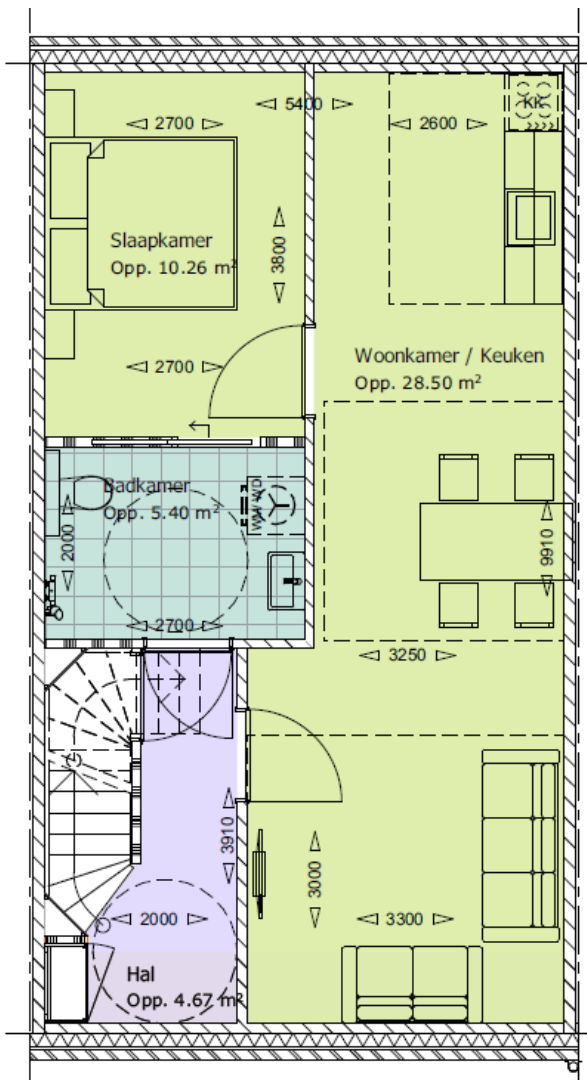 2700
5400
2600
KK
Slaapkamer
Opp. 10.26 m²
3800
2700
Woonkamer / Keuken
Opp. 28.50 m²
Badkamer
Opp. 5.40 m²
WM WD
2000
9910
2700
3250
3910
3000
2000
3300
Hal
Opp. 4.67 m²